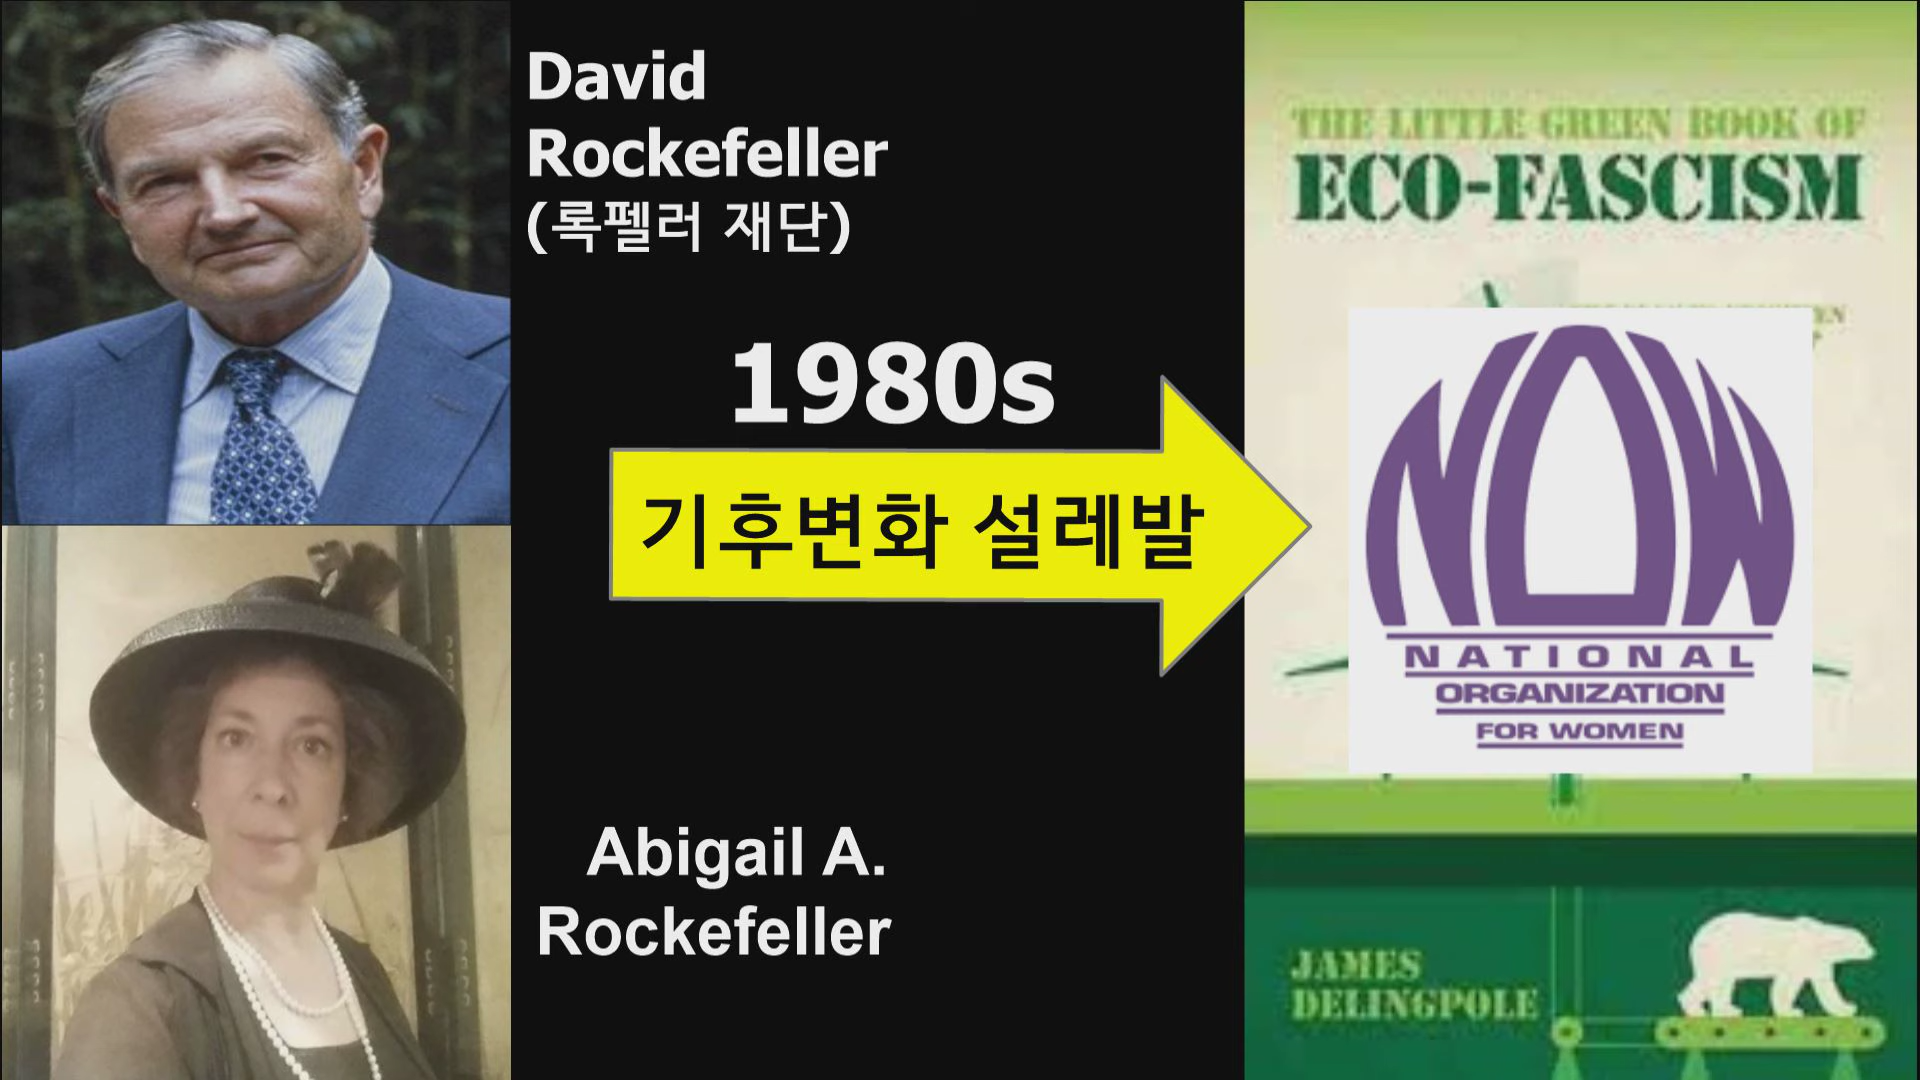 David
Rockefeller
(록펠러 재단)
1980s
기후변화 설레발
Abigail A.
Rockefeller
THE LITTLE GREEN BOOK OF
ECO-FASCISM
NOW
NATIONAL
ORGANIZATION
FOR WOMEN
JAMES
DELINGPOLE